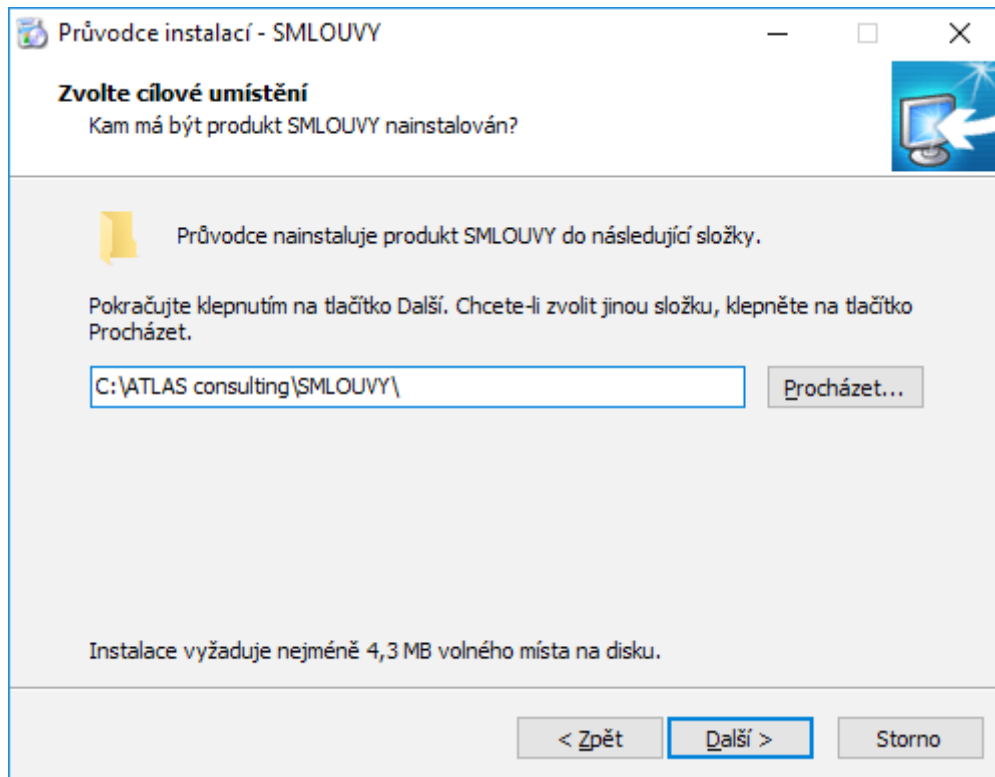 Průvodce instalací - SMLOUVY
Zvolte cílové umístění
Kam má být produkt SMLOUVY nainstalován?
Průvodce nainstaluje produkt SMLOUVY do následující složky.
Pokračujte klepnutím na tlačítko Další. Chcete-li zvolit jinou složku, klepněte na tlačítko
Procházet.
C:\ATLAS consulting\SMLOUVY\
Procházet...
Instalace vyžaduje nejméně 4,3 MB volného místa na disku.
< Zpět
Další >
Storno